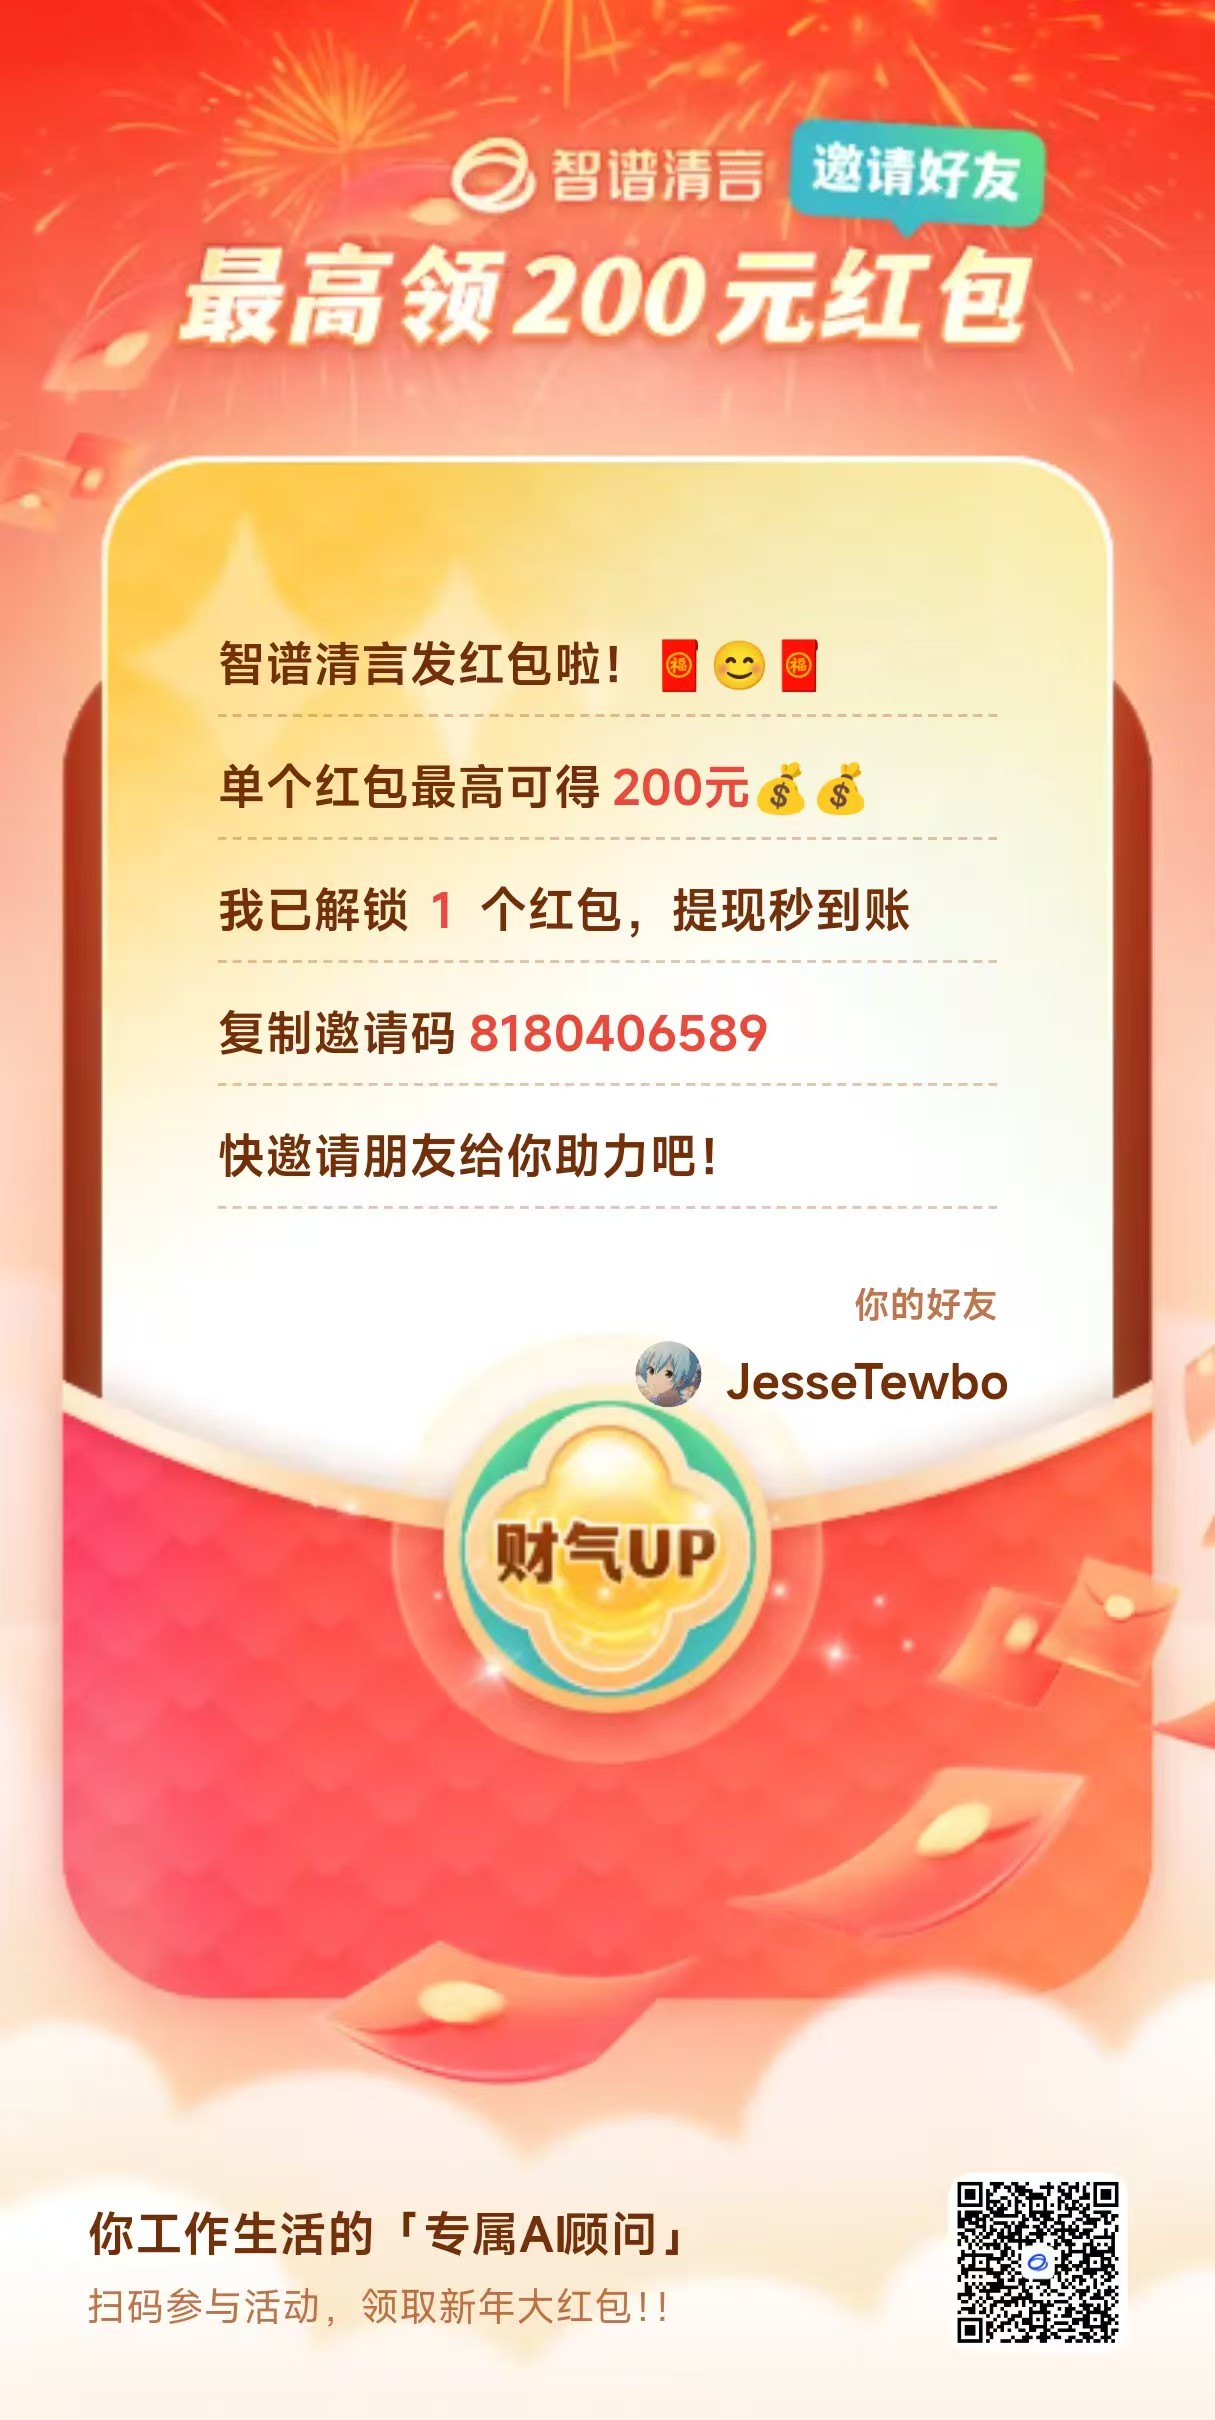 智谱清言 邀请好友
最高领200元红包
智谱清言发红包啦！🧧😊🧧
单个红包最高可得 200元💰💰
我已解锁 1 个红包，提现秒到账
复制邀请码 8180406589
快邀请朋友给你助力吧！
你的好友
JesseTewbo
财气UP
你工作生活的「专属AI顾问」
扫码参与活动，领取新年大红包!!